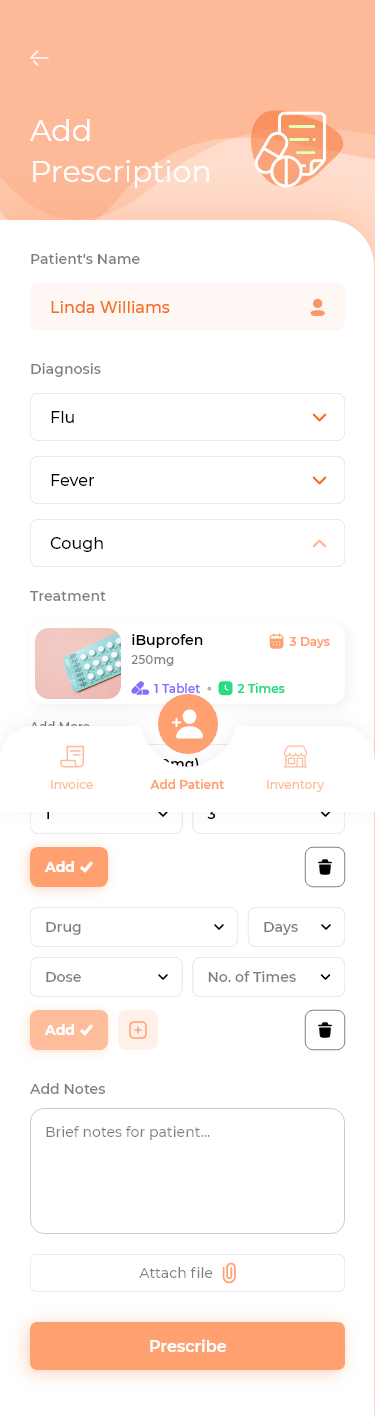 Add
Prescription
Patient's Name
Linda Williams
Diagnosis
Flu
Fever
Cough
Treatment
iBuprofen
3 Days
250mg
1 Tablet • 2 Times
Add More
Invoice
Add Patient
Inventory
1
3
Add
Drug
Days
Dose
No. of Times
Add
Add Notes
Brief notes for patient...
Attach file
Prescribe